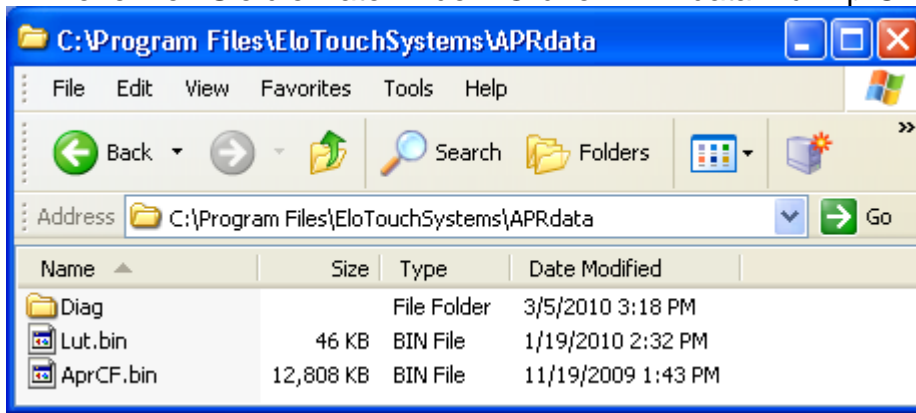 C:\Program Files\EloTouchSystems\APRdata
File Edit View Favorites Tools Help
Back Search Folders
Address C:\Program Files\EloTouchSystems\APRdata Go
Name Size Type Date Modified
Diag File Folder 3/5/2010 3:18 PM
Lut.bin 46 KB BIN File 1/19/2010 2:32 PM
AprCF.bin 12,808 KB BIN File 11/19/2009 1:43 PM